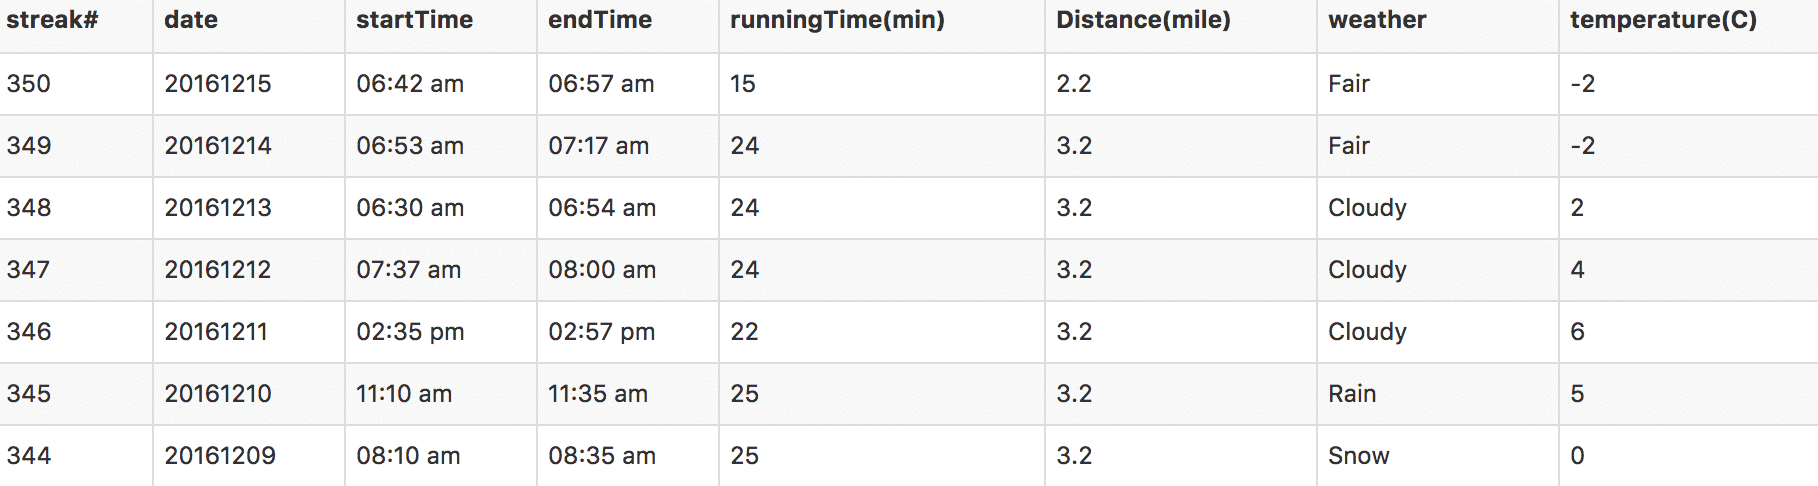 streak# date startTime endTime runningTime(min) Distance(mile) weather temperature(C)
350 20161215 06:42 am 06:57 am 15 2.2 Fair -2
349 20161214 06:53 am 07:17 am 24 3.2 Fair -2
348 20161213 06:30 am 06:54 am 24 3.2 Cloudy 2
347 20161212 07:37 am 08:00 am 24 3.2 Cloudy 4
346 20161211 02:35 pm 02:57 pm 22 3.2 Cloudy 6
345 20161210 11:10 am 11:35 am 25 3.2 Rain 5
344 20161209 08:10 am 08:35 am 25 3.2 Snow 0